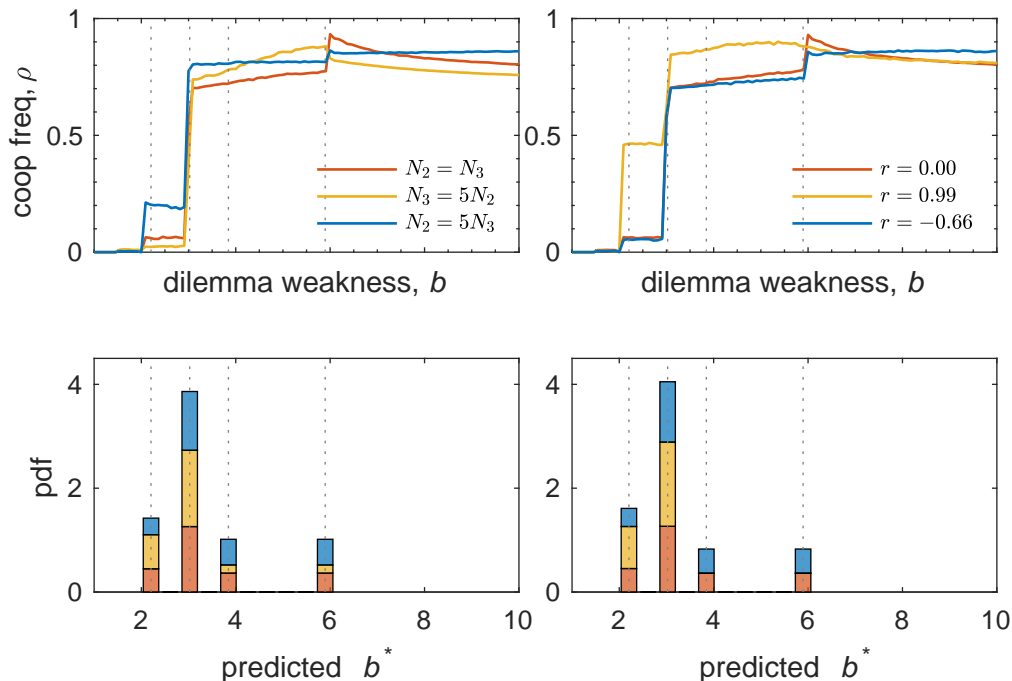 1
0.5
0
coop freq, ρ
N₂ = N₃
N₃ = 5N₂
N₂ = 5N₃
dilemma weakness, b
1
0.5
0
r = 0.00
r = 0.99
r = −0.66
dilemma weakness, b
4
2
0
pdf
2 4 6 8 10
predicted b*
4
2
0
2 4 6 8 10
predicted b*